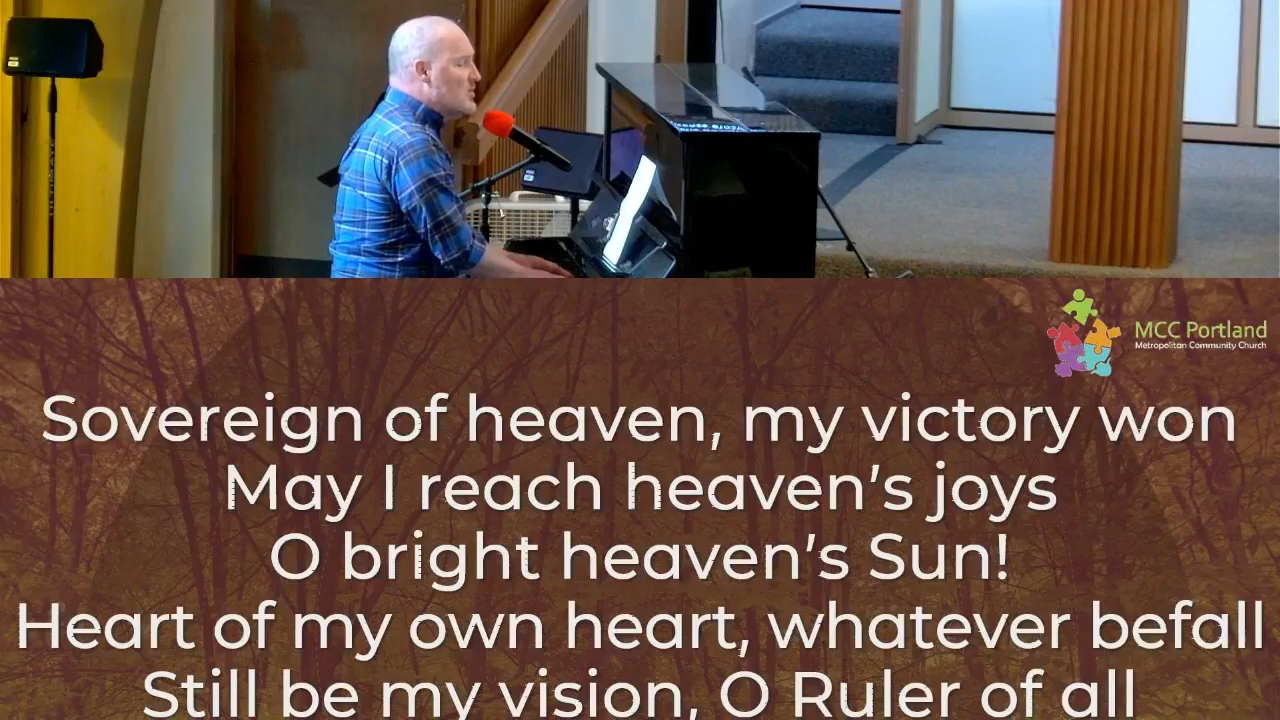 MCC Portland
Metropolitan Community Church
Sovereign of heaven, my victory won
May I reach heaven's joys
O bright heaven's Sun!
Heart of my own heart, whatever befall
Still be my vision, O Ruler of all